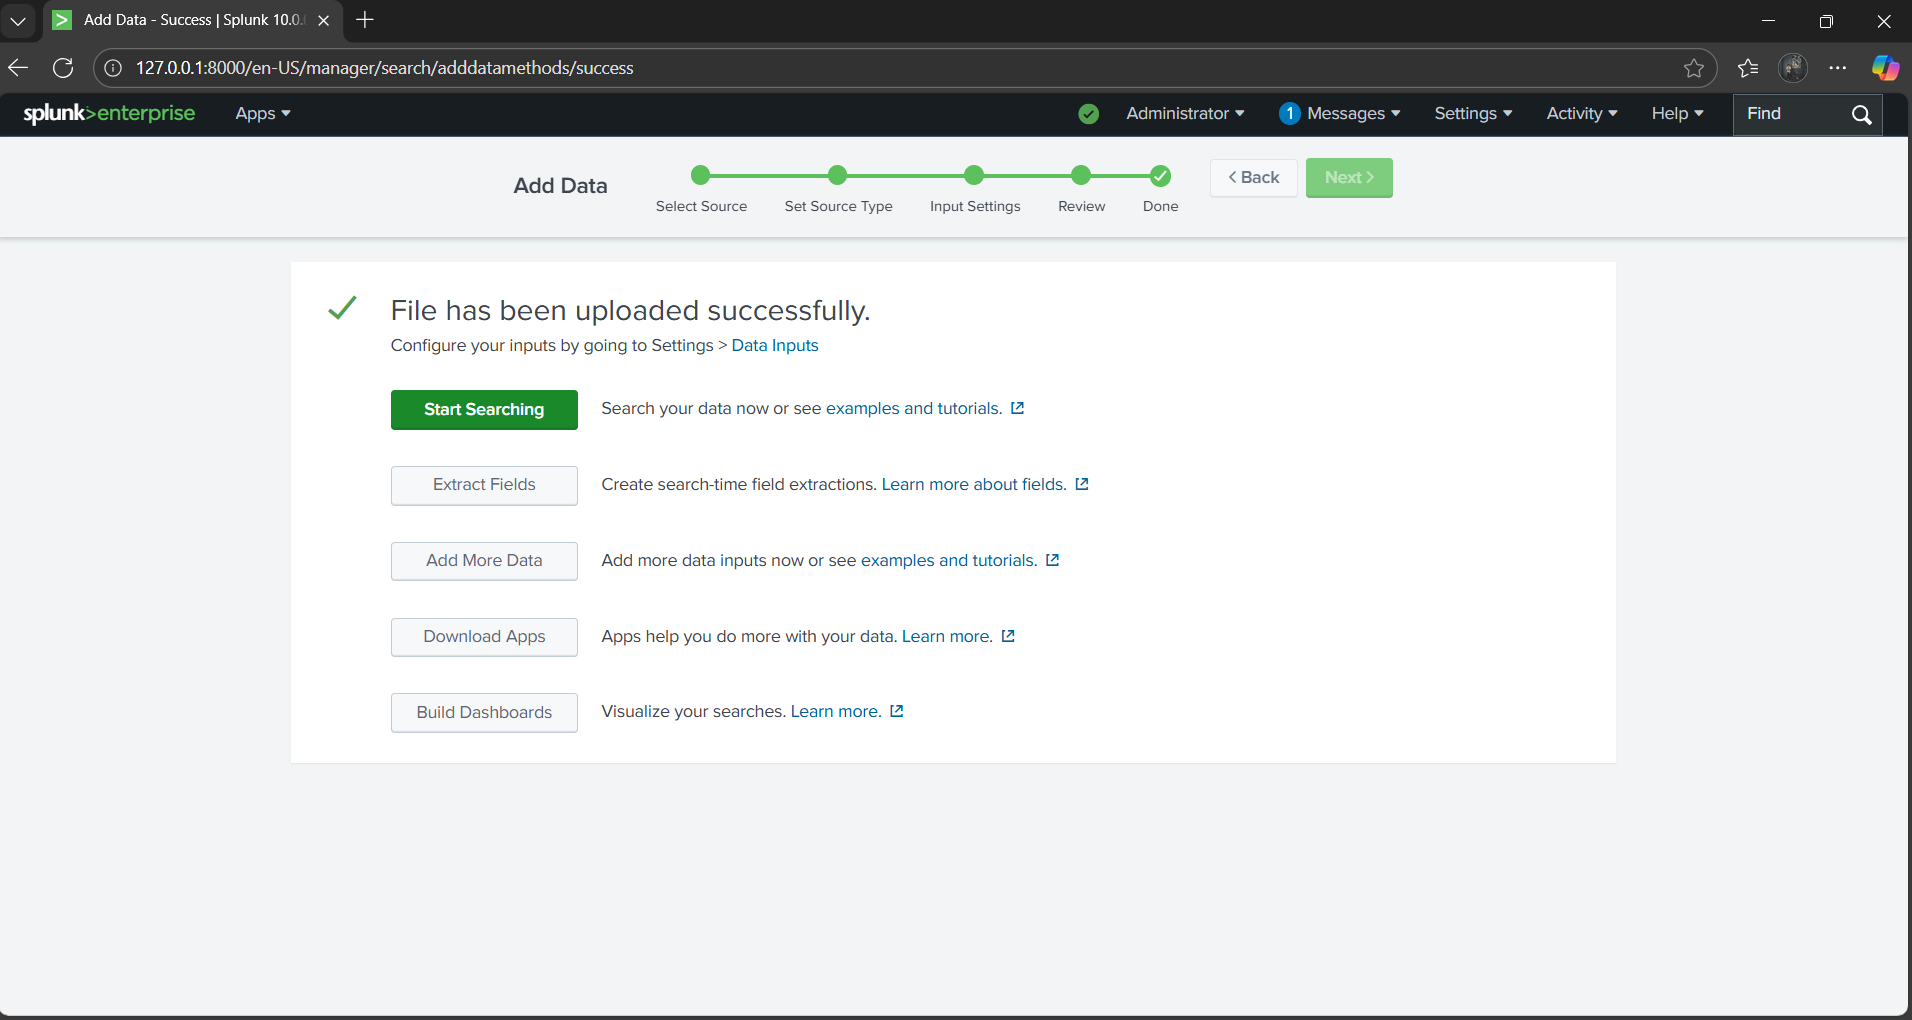 Add Data - Success | Splunk 10.0.
127.0.0.1:8000/en-US/manager/search/adddatamethods/success
splunk>enterprise Apps Administrator 1 Messages Settings Activity Help Find
Add Data
Select Source Set Source Type Input Settings Review Done
< Back Next >
File has been uploaded successfully.
Configure your inputs by going to Settings > Data Inputs
Start Searching Search your data now or see examples and tutorials.
Extract Fields Create search-time field extractions. Learn more about fields.
Add More Data Add more data inputs now or see examples and tutorials.
Download Apps Apps help you do more with your data. Learn more.
Build Dashboards Visualize your searches. Learn more.